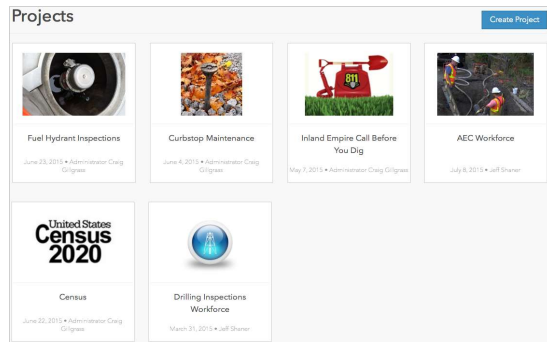 Projects
Create Project
811
United States
Census
2020
Fuel Hydrant Inspections
June 23, 2015 • Administrator Craig
Gillgrass
Curbstop Maintenance
June 4, 2015 • Administrator Craig
Gillgrass
Inland Empire Call Before
You Dig
May 7, 2015 • Administrator Craig Gillgrass
AEC Workforce
July 8, 2015 • Jeff Shaner
Census
June 22, 2015 • Administrator Craig
Gillgrass
Drilling Inspections
Workforce
March 31, 2015 • Jeff Shaner